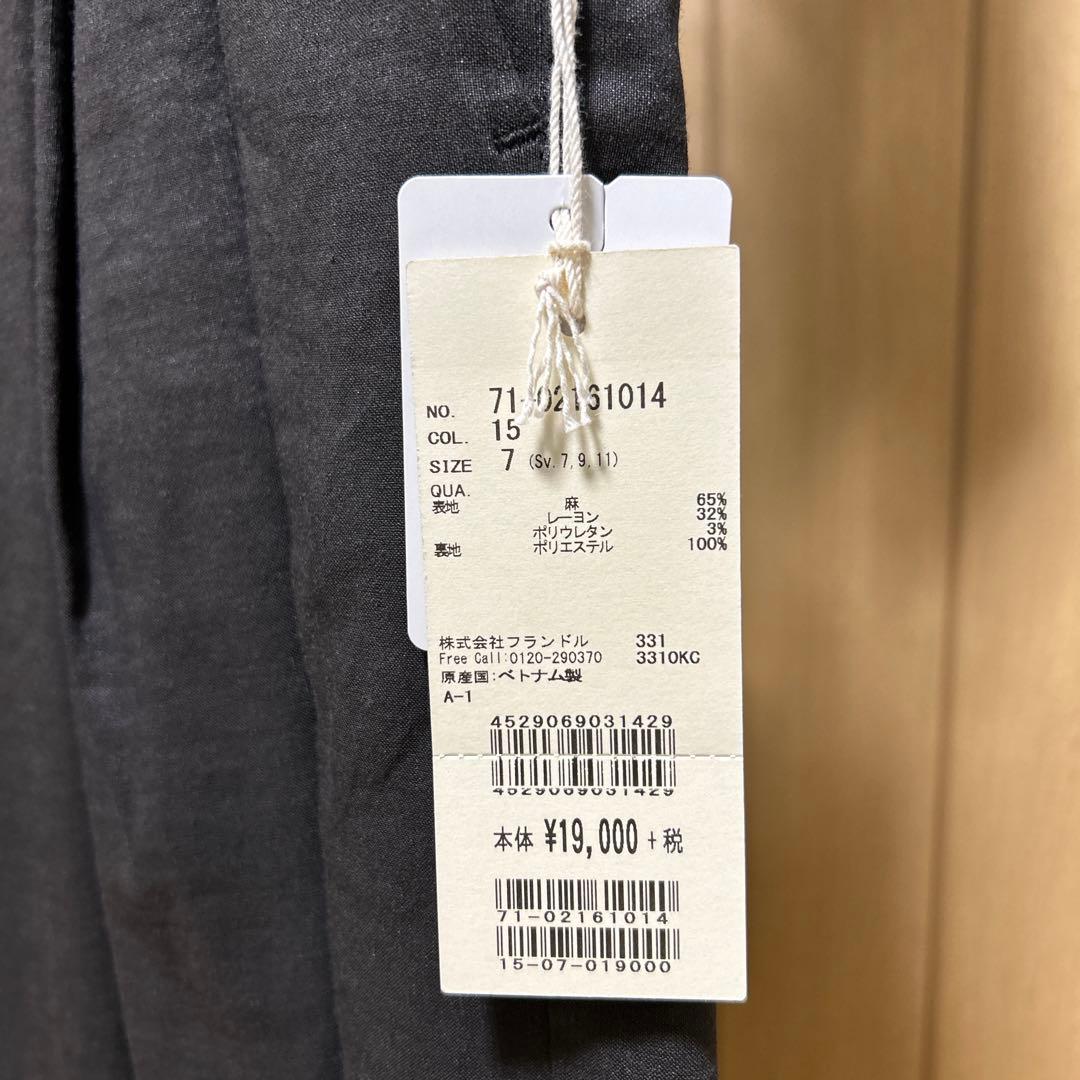 NO. 71-02161014
COL. 15
SIZE 7 (Sv.7,9,11)
QUA.
表地 麻 65%
レーヨン 32%
ポリウレタン 3%
裏地 ポリエステル 100%
株式会社フランドル 331
Free Call:0120-290370 3310KC
原産国:ベトナム製
A-1
4529069031429
4529069031429
本体 ¥19,000 +税
71-02161014
15-07-019000